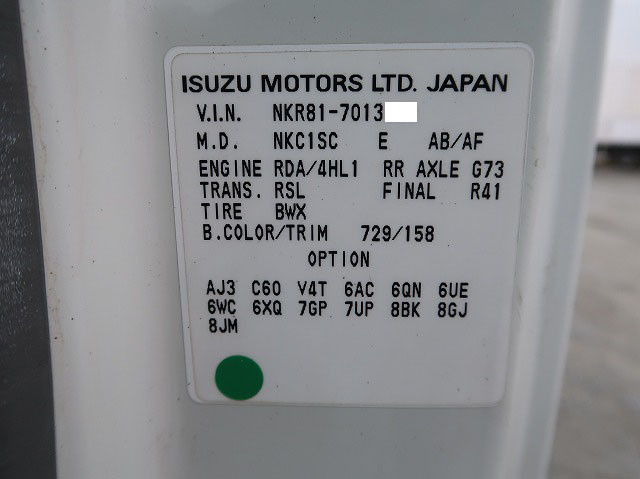 ISUZU MOTORS LTD. JAPAN
V.I.N. NKR81-7013
M.D. NKC1SC E AB/AF
ENGINE RDA/4HL1 RR AXLE G73
TRANS. RSL FINAL R41
TIRE BWX
B.COLOR/TRIM 729/158
OPTION
AJ3 C60 V4T 6AC 6QN 6UE
6WC 6XQ 7GP 7UP 8BK 8GJ
8JM